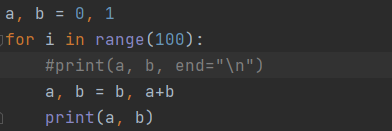 a, b = 0, 1
for i in range(100):
    #print(a, b, end="\n")
    a, b = b, a+b
    print(a, b)